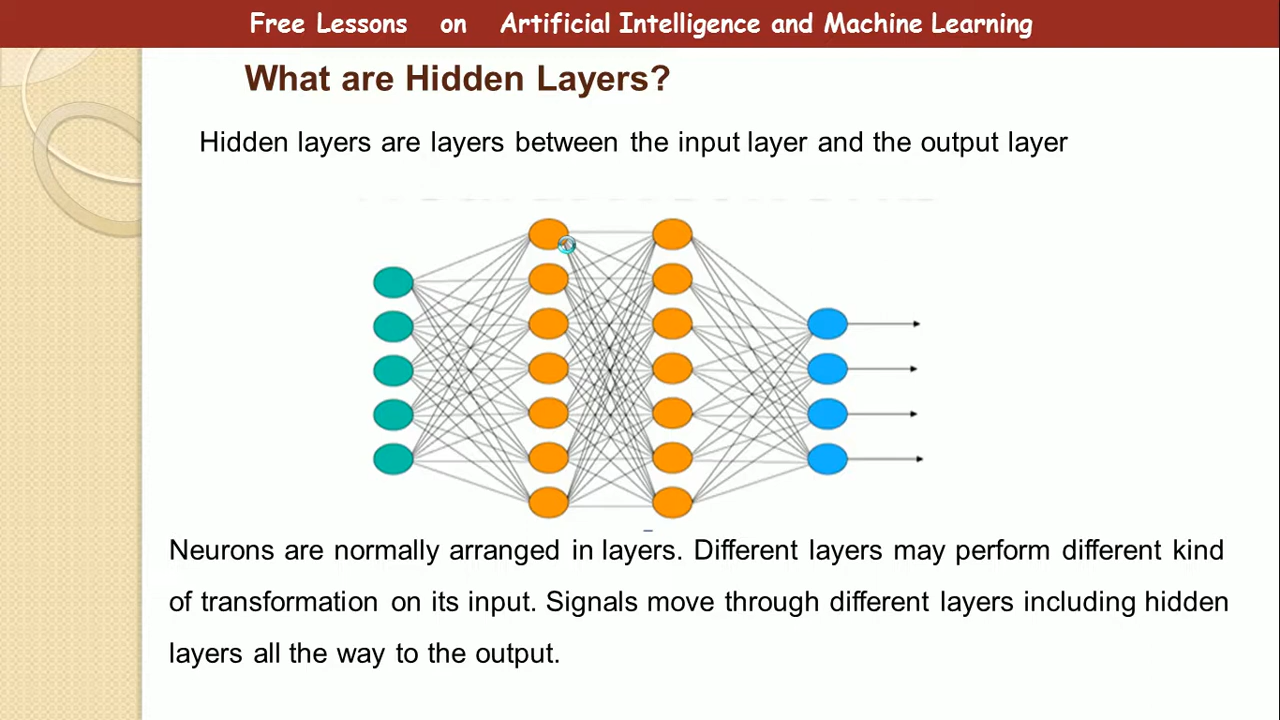 Free Lessons on Artificial Intelligence and Machine Learning
What are Hidden Layers?
Hidden layers are layers between the input layer and the output layer
Neurons are normally arranged in layers. Different layers may perform different kind
of transformation on its input. Signals move through different layers including hidden
layers all the way to the output.